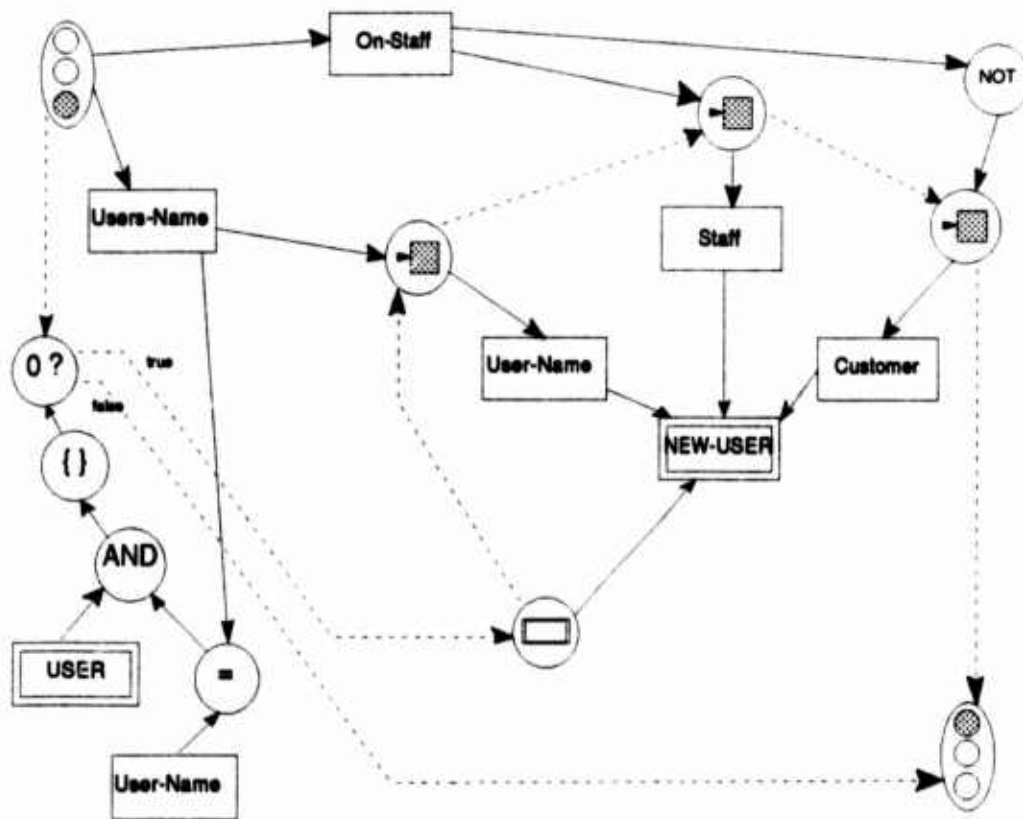 On-Staff
NOT
Users-Name
Staff
0 ?
true
User-Name
Customer
false
NEW-USER
{ }
AND
USER
=
User-Name